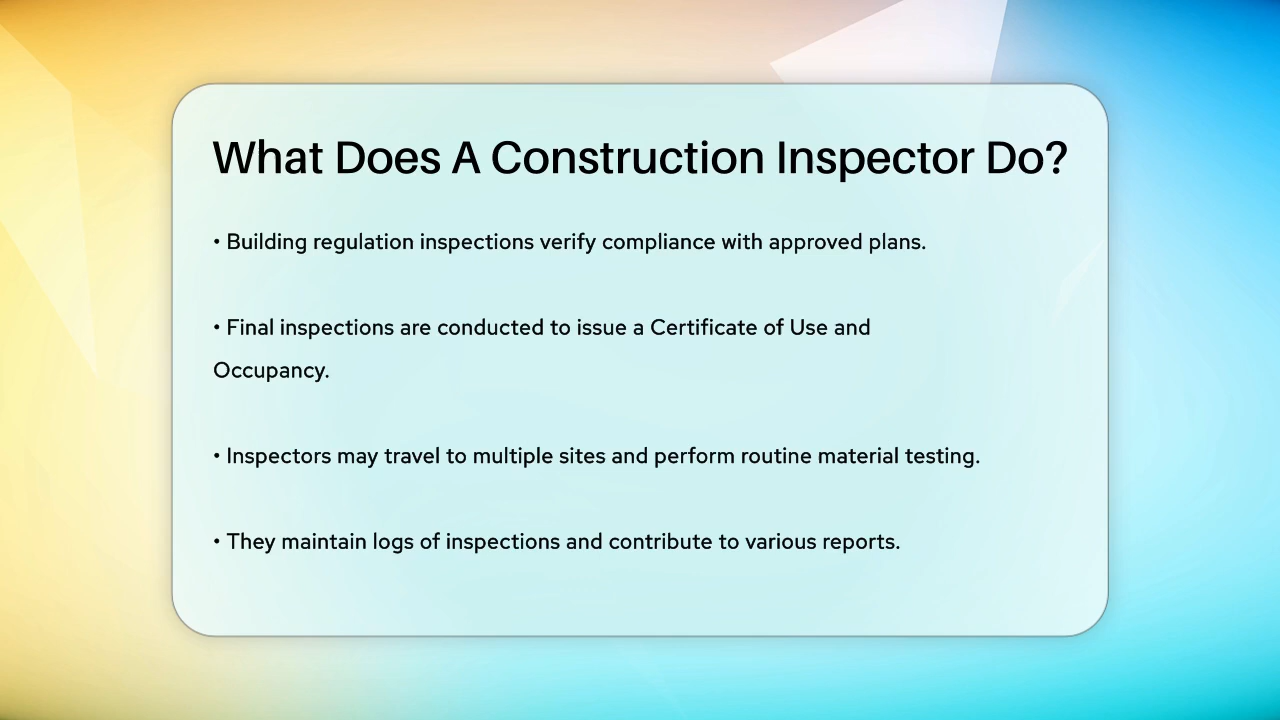 What Does A Construction Inspector Do?
• Building regulation inspections verify compliance with approved plans.
• Final inspections are conducted to issue a Certificate of Use and
Occupancy.
• Inspectors may travel to multiple sites and perform routine material testing.
• They maintain logs of inspections and contribute to various reports.